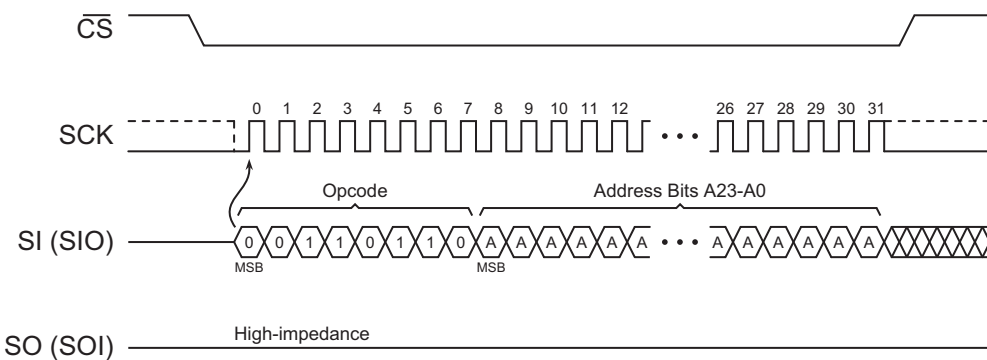 CS
0 1 2 3 4 5 6 7 8 9 10 11 12 26 27 28 29 30 31
SCK
Opcode Address Bits A23-A0
SI (SIO) 0 0 1 1 0 1 1 0 A A A A A A A A A A A A
MSB MSB
High-impedance
SO (SOI)